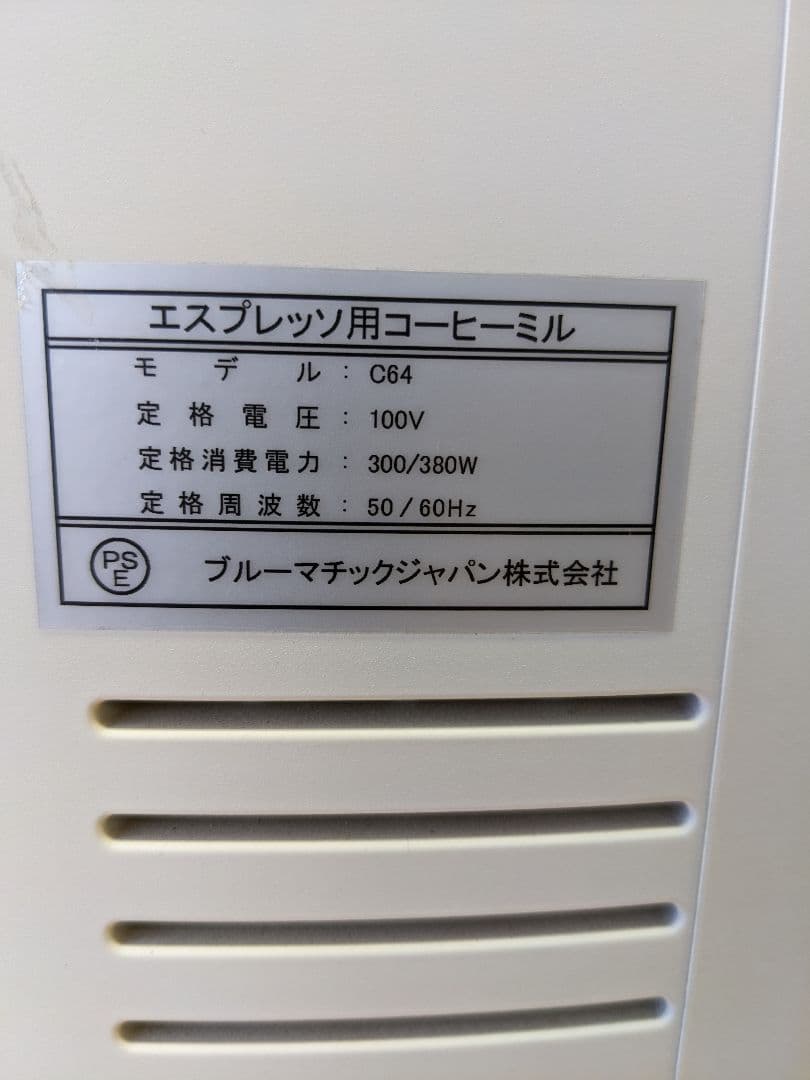 エスプレッソ用コーヒーミル
モデル：C64
定格電圧：100V
定格消費電力：300/380W
定格周波数：50/60Hz
PS
E
ブルーマチックジャパン株式会社